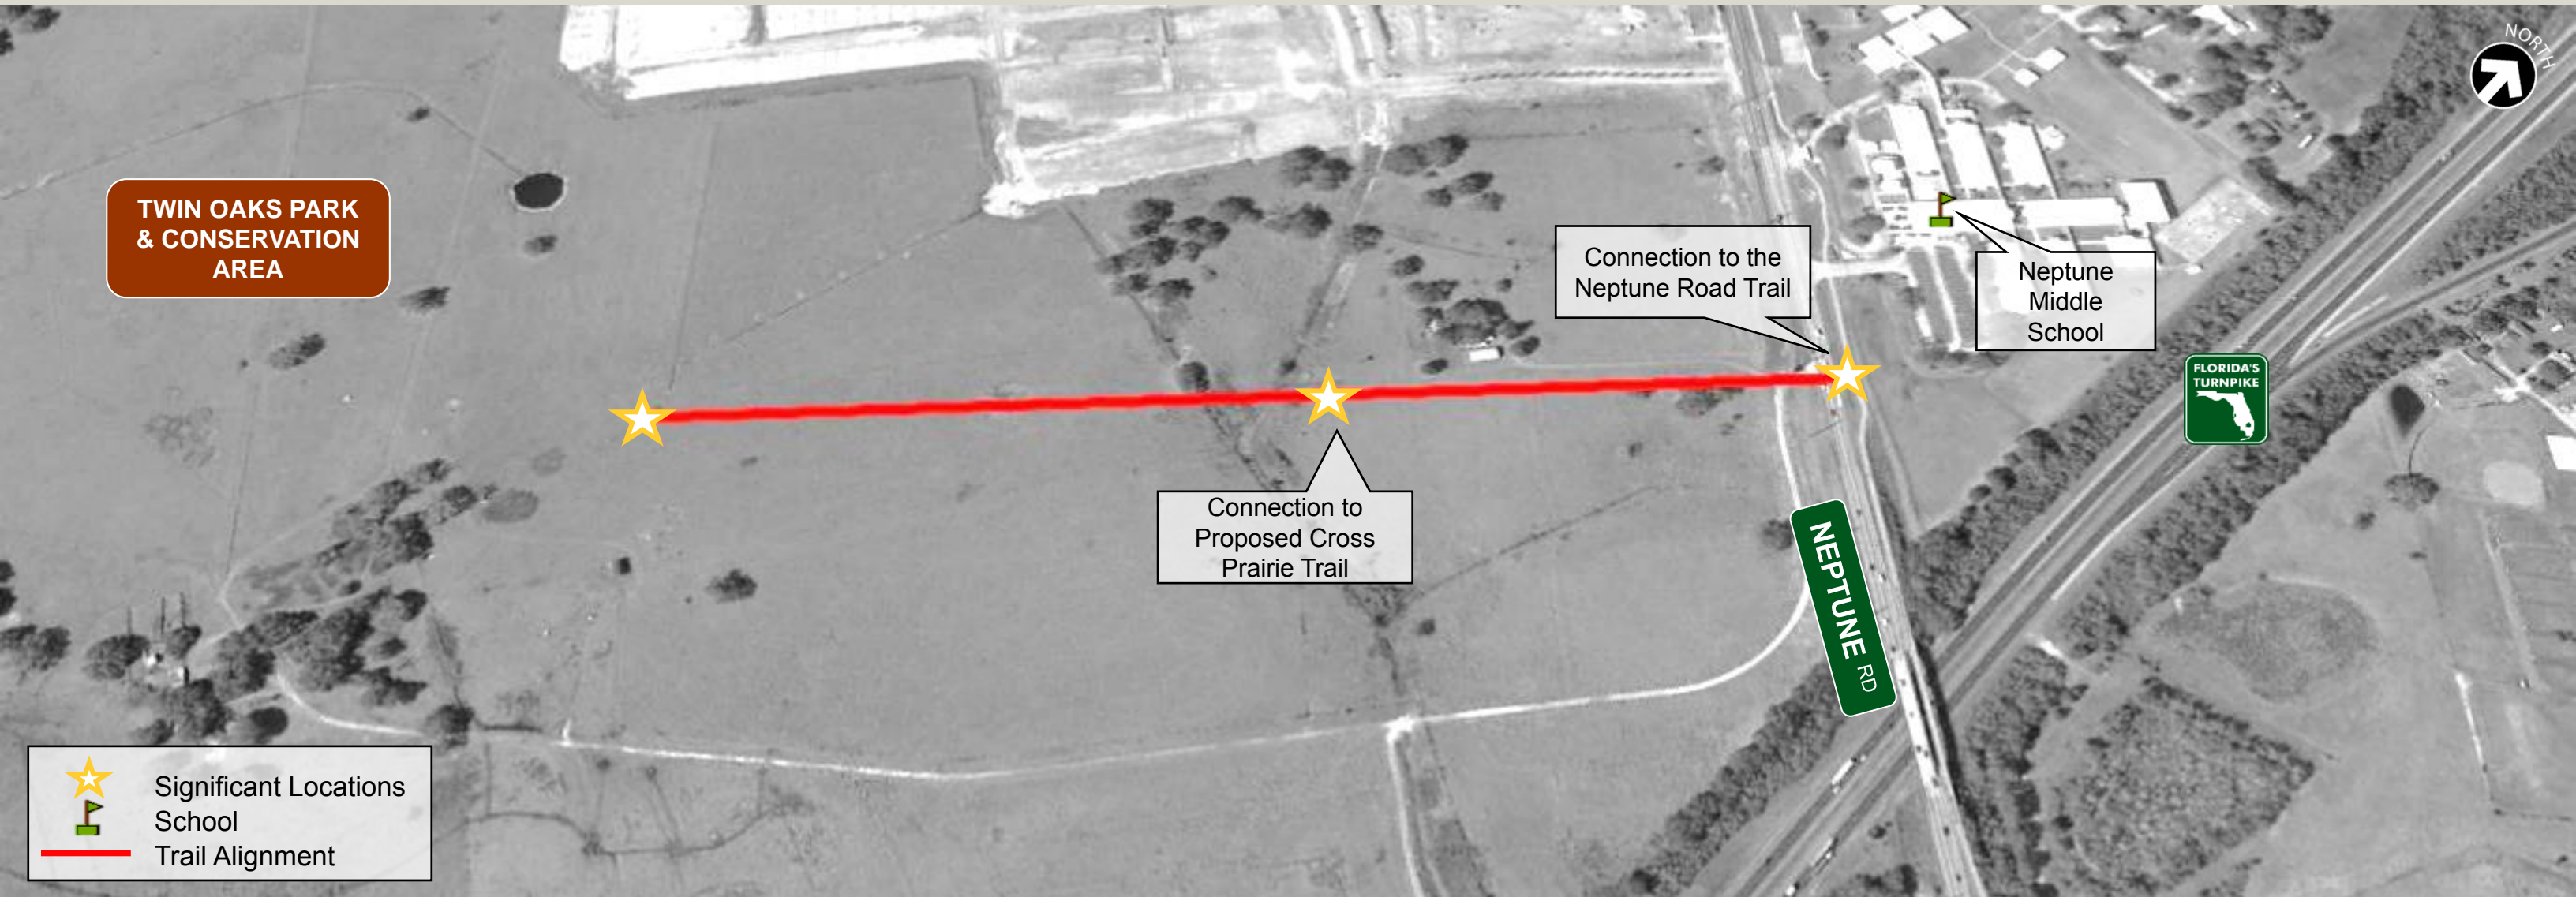 NORTH
TWIN OAKS PARK
& CONSERVATION
AREA
Connection to the
Neptune Road Trail
Neptune
Middle
School
FLORIDA'S
TURNPIKE
Connection to
Proposed Cross
Prairie Trail
NEPTUNE RD
Significant Locations
School
Trail Alignment